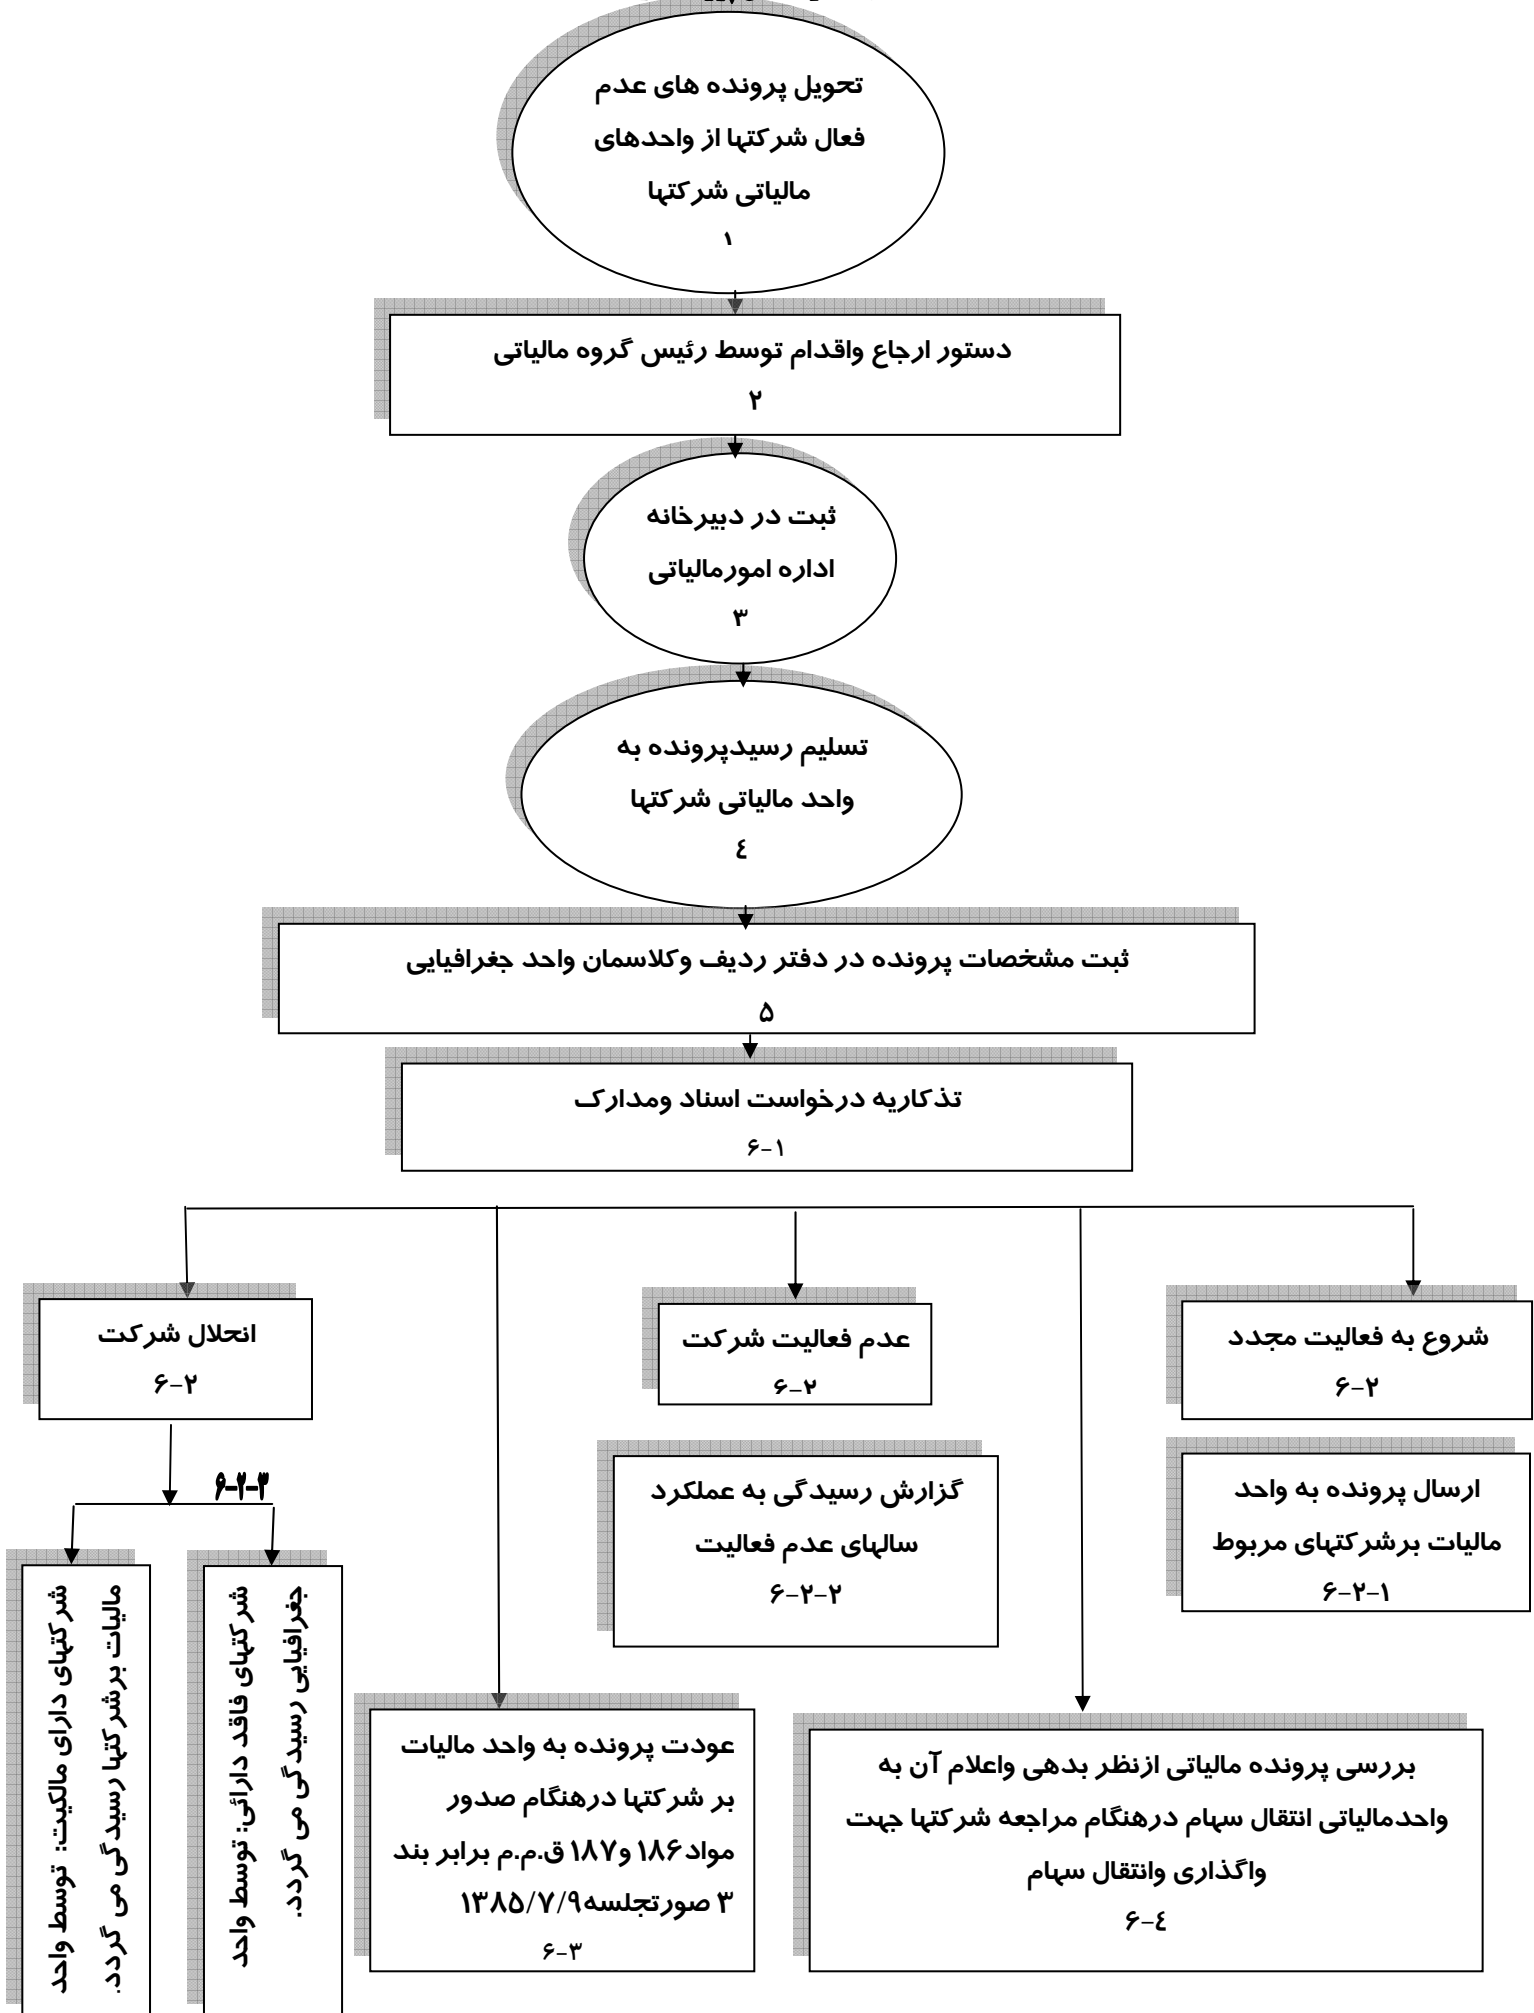 تحویل پرونده های عدم
فعال شرکتها از واحدهای
مالیاتی شرکتها
۱
دستور ارجاع واقدام توسط رئیس گروه مالیاتی
۲
ثبت در دبیرخانه
اداره امورمالیاتی
۳
تسلیم رسیدپرونده به
واحد مالیاتی شرکتها
٤
ثبت مشخصات پرونده در دفتر ردیف وکلاسمان واحد جغرافیایی
۵
تذکاریه درخواست اسناد ومدارک
۶-۱
شروع به فعالیت مجدد
۶-۲
عدم فعالیت شرکت
۶-۲
انحلال شرکت
۶-۲
ارسال پرونده به واحد
مالیات برشرکتهای مربوط
۶-۲-۱
گزارش رسیدگی به عملکرد
سالهای عدم فعالیت
۶-۲-۲
۶-۲-۳
شرکتهای فاقد دارائی: توسط واحد
جغرافیایی رسیدگی می گردد.
شرکتهای دارای مالکیت: توسط واحد
مالیات برشرکتها رسیدگی می گردد.
بررسی پرونده مالیاتی ازنظر بدهی واعلام آن به
واحدمالیاتی انتقال سهام درهنگام مراجعه شرکتها جهت
واگذاری وانتقال سهام
۶-٤
عودت پرونده به واحد مالیات
بر شرکتها درهنگام صدور
مواد۱۸۶و۱۸۷ق.م.م برابر بند
۳ صورتجلسه۱۳۸۵/۷/۹
۶-۳